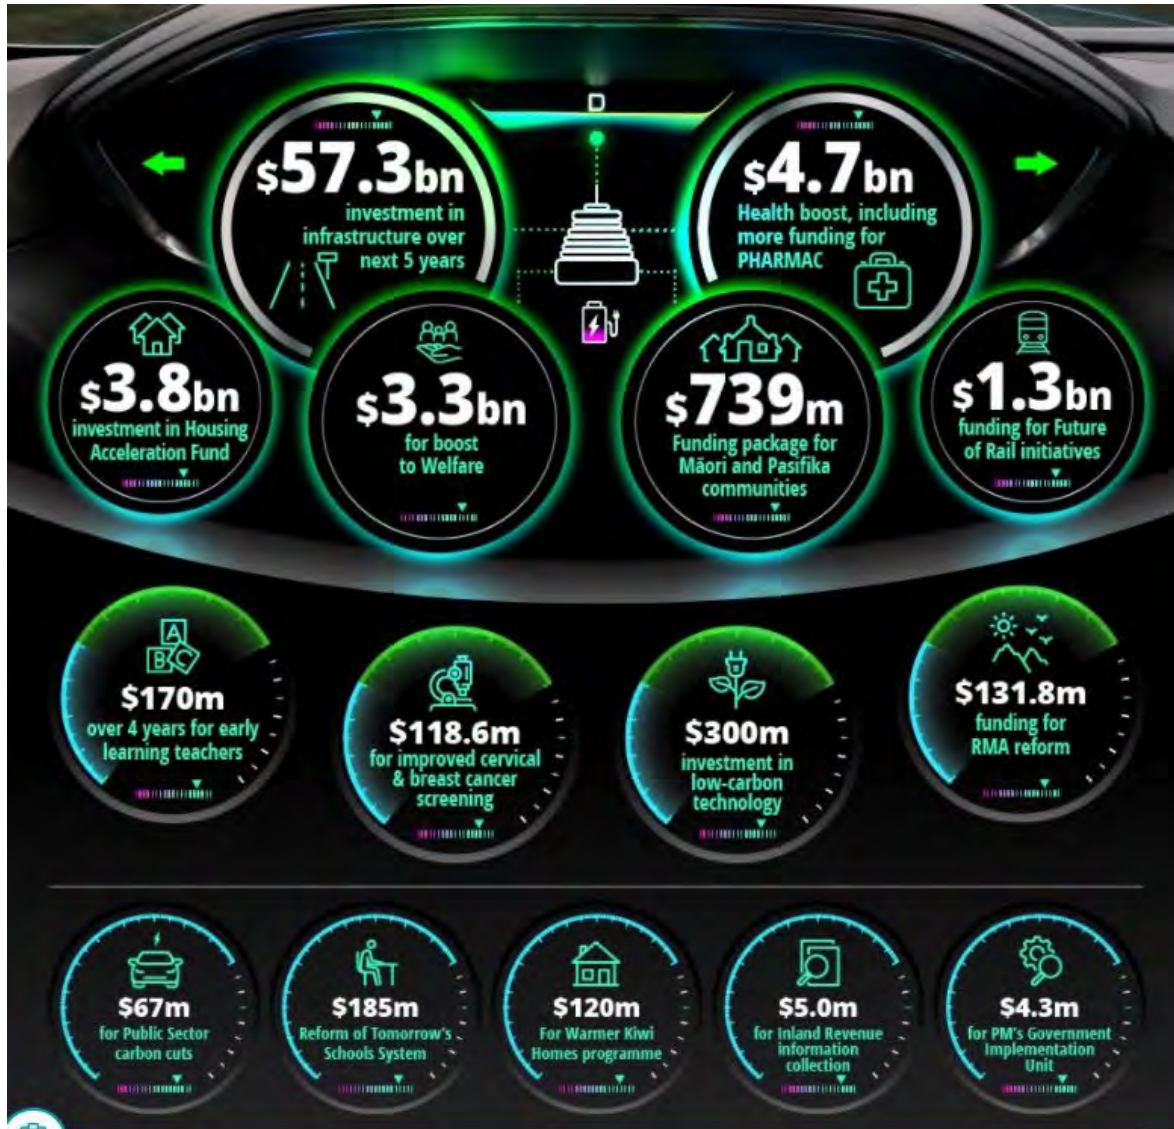 D
$57.3bn
investment in
infrastructure over
next 5 years
$4.7bn
Health boost, including
more funding for
PHARMAC
$3.8bn
investment in Housing
Acceleration Fund
$3.3bn
for boost
to Welfare
$739m
Funding package for
Māori and Pasifika
communities
$1.3bn
funding for Future
of Rail initiatives
A
B C
$170m
over 4 years for early
learning teachers
$118.6m
for improved cervical
& breast cancer
screening
$300m
investment in
low-carbon
technology
$131.8m
funding for
RMA reform
$67m
for Public Sector
carbon cuts
$185m
Reform of Tomorrow's
Schools System
$120m
For Warmer Kiwi
Homes programme
$5.0m
for Inland Revenue
information
collection
$4.3m
for PM's Government
Implementation
Unit